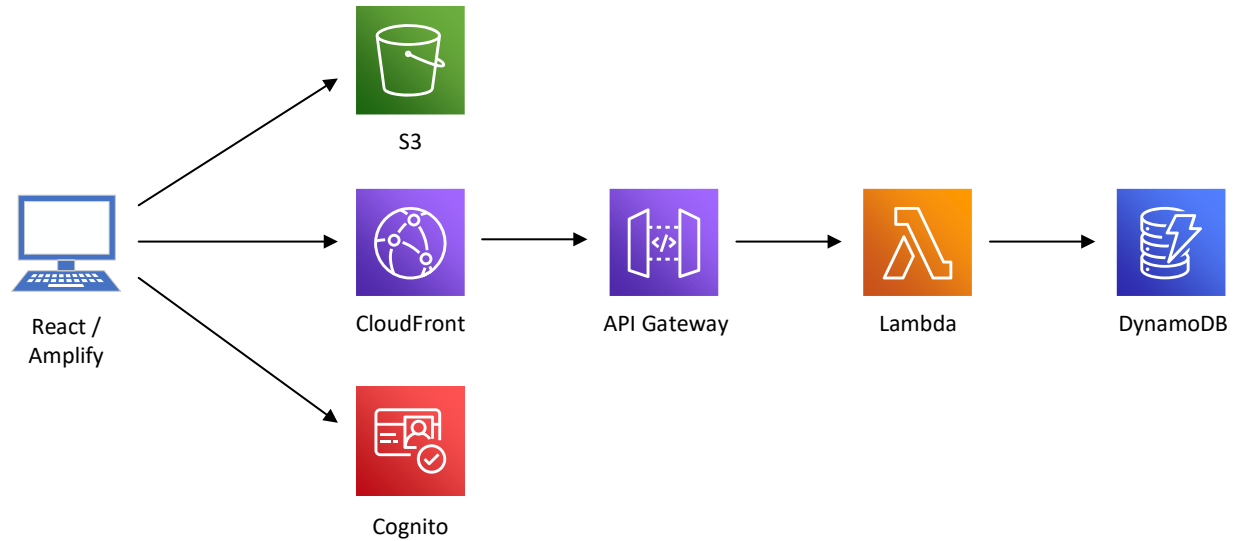 S3
React /
Amplify
CloudFront
API Gateway
</>
Lambda
DynamoDB
Cognito